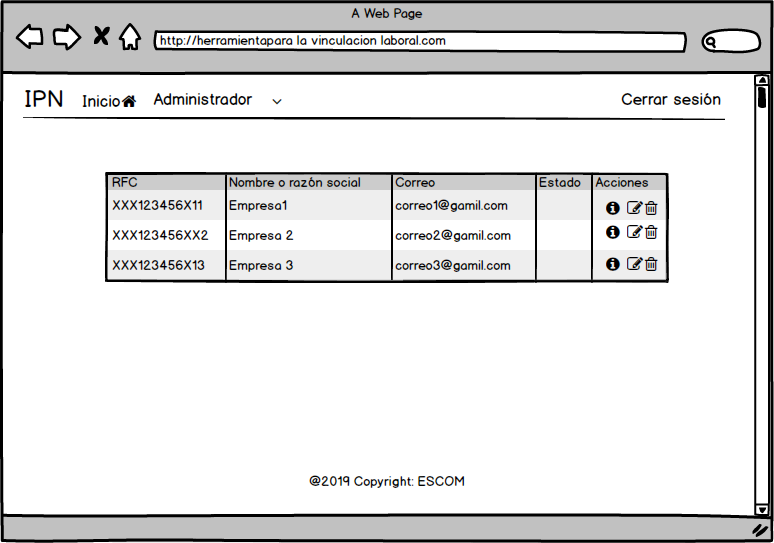 A Web Page
http://herramientapara la vinculacion laboral.com
IPN Inicio Administrador Cerrar sesión
RFC Nombre o razón social Correo Estado Acciones
XXX123456X11 Empresa1 correo1@gamil.com
XXX123456XX2 Empresa 2 correo2@gamil.com
XXX123456X13 Empresa 3 correo3@gamil.com
@2019 Copyright: ESCOM